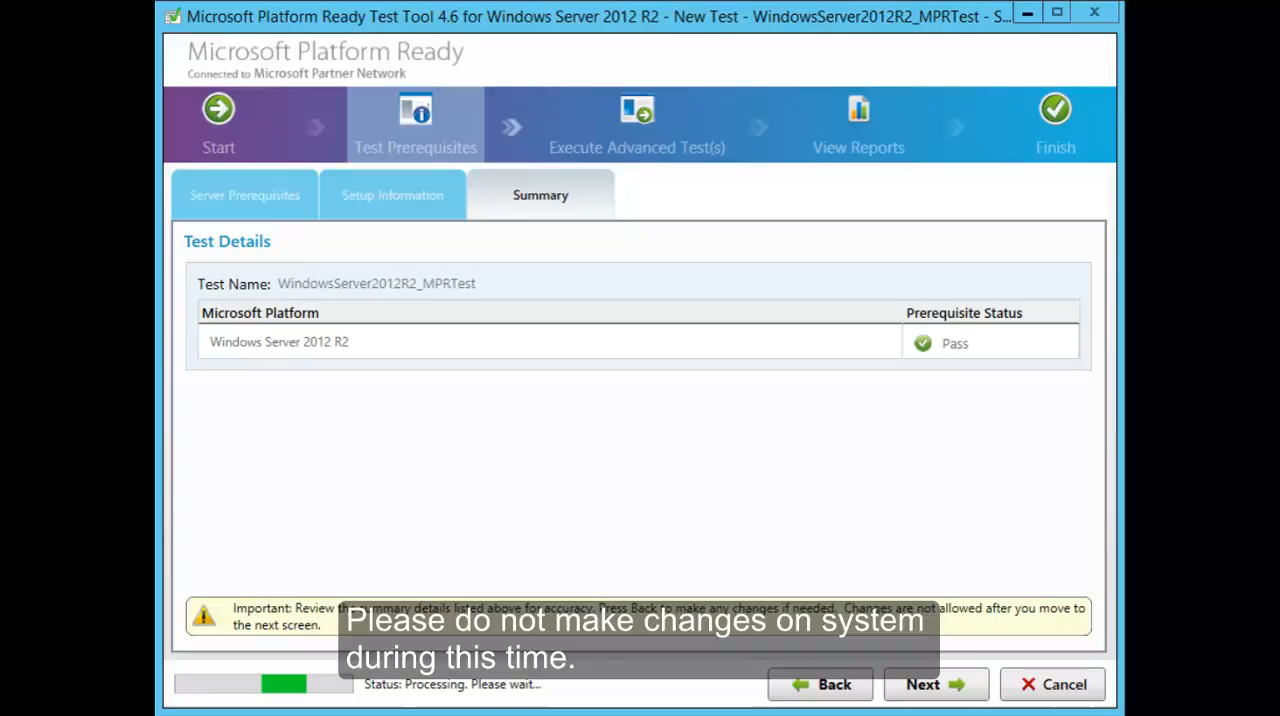 Microsoft Platform Ready Test Tool 4.6 for Windows Server 2012 R2 - New Test - WindowsServer2012R2_MPRTest - S...
Microsoft Platform Ready
Connected to Microsoft Partner Network
Start
Test Prerequisites
Execute Advanced Test(s)
View Reports
Finish
Server Prerequisites
Setup Information
Summary
Test Details
Test Name: WindowsServer2012R2_MPRTest
Microsoft Platform Prerequisite Status
Windows Server 2012 R2 Pass
Important: Review the summary details listed above for accuracy. Press Back to make any changes if needed. Changes are not allowed after you move to
the next screen.
Please do not make changes on system
during this time.
Status: Processing. Please wait...
Back
Next
Cancel